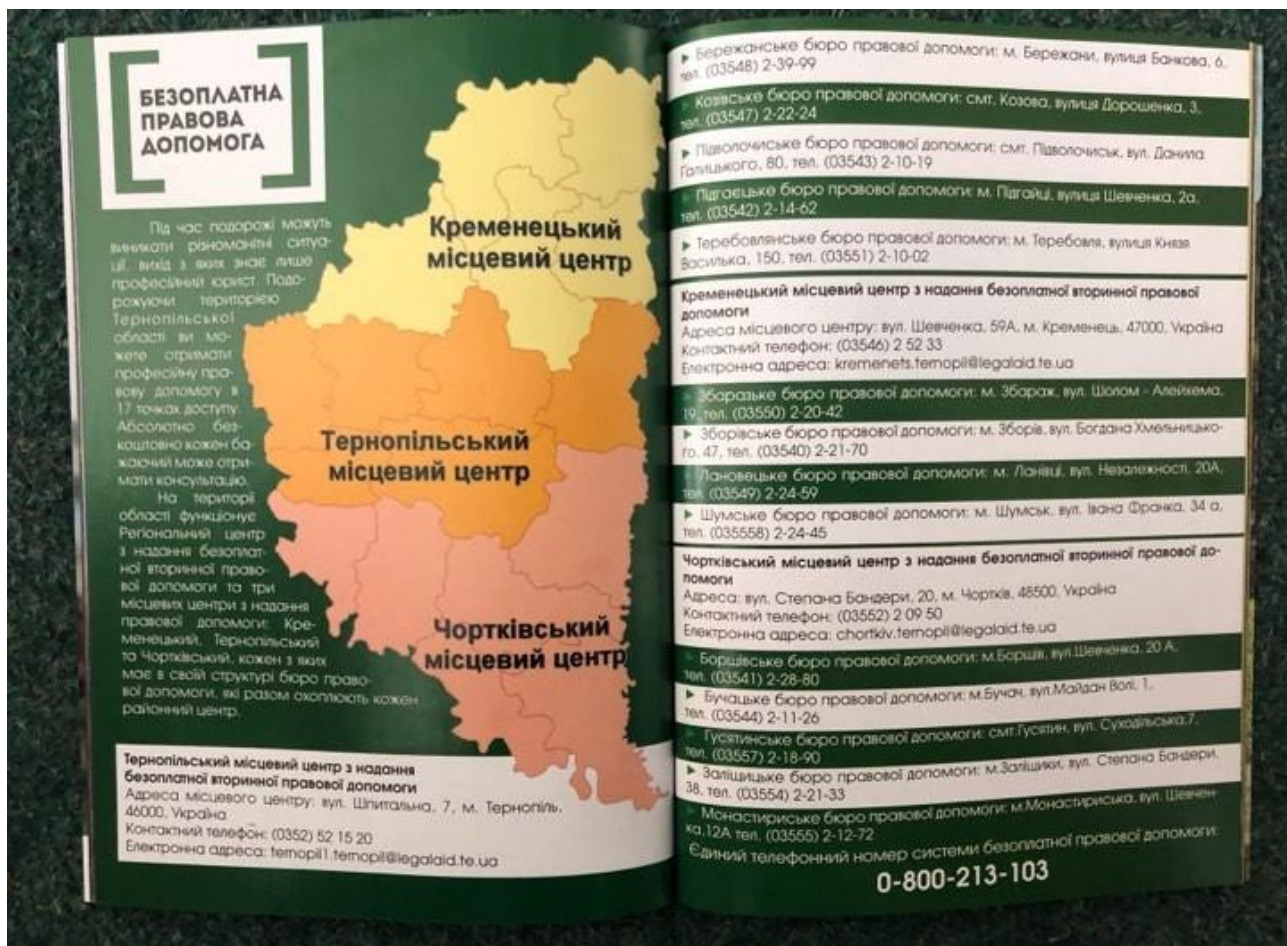 БЕЗОПЛАТНА
ПРАВОВА
ДОПОМОГА
Під час подорожі можуть
виникати різноманітні ситуа-
ції, вихід з яких знає лише
професійний юрист. Подо-
рожуючи територією
Тернопільської
області ви мо-
жете отримати
професійну пра-
вову допомогу в
17 точках доступу.
Абсолютно без-
коштовно кожен ба-
жаючий може отри-
мати консультацію.
На території
області функціонує
Регіональний центр
з надання безоплат-
ної вторинної право-
вої допомоги та три
місцевих центри з надання
правової допомоги: Кре-
менецький, Тернопільський
та Чортківський, кожен з яких
має в своїй структурі бюро право-
вої допомоги, які разом охоплюють кожен
районний центр.
Кременецький
місцевий центр
Тернопільський
місцевий центр
Чортківський
місцевий центр
Тернопільський місцевий центр з надання
безоплатної вторинної правової допомоги
Адреса місцевого центру: вул. Шпитальна, 7, м. Тернопіль,
46000, Україна
Контактний телефон: (0352) 52 15 20
Електронна адреса: ternopil1.ternopil@legalaid.te.ua
► Бережанське бюро правової допомоги: м. Бережани, вулиця Банкова, 6,
тел. (03548) 2-39-99
► Козівське бюро правової допомоги: смт. Козова, вулиця Дорошенка, 3,
тел. (03547) 2-22-24
► Підволочиське бюро правової допомоги: смт. Підволочиськ, вул. Данила
Галицького, 80, тел. (03543) 2-10-19
► Підгаєцьке бюро правової допомоги: м. Підгайці, вулиця Шевченка, 2а,
тел. (03542) 2-14-62
► Теребовлянське бюро правової допомоги: м. Теребовля, вулиця Князя
Василька, 150, тел. (03551) 2-10-02
Кременецький місцевий центр з надання безоплатної вторинної правової
допомоги
Адреса місцевого центру: вул. Шевченка, 59А, м. Кременець, 47000, Україна
Контактний телефон: (03546) 2 52 33
Електронна адреса: kremenets.ternopil@legalaid.te.ua
► Збаразьке бюро правової допомоги: м. Збараж, вул. Шолом - Алейхема,
19, тел. (03550) 2-20-42
► Зборівське бюро правової допомоги: м. Зборів, вул. Богдана Хмельницько-
го, 47, тел. (03540) 2-21-70
► Лановецьке бюро правової допомоги: м. Ланівці, вул. Незалежності, 20А,
тел. (03549) 2-24-59
► Шумське бюро правової допомоги: м. Шумськ, вул. Івана Франка, 34 а,
тел. (035558) 2-24-45
Чортківський місцевий центр з надання безоплатної вторинної правової до-
помоги
Адреса: вул. Степана Бандери, 20, м. Чортків, 48500, Україна
Контактний телефон: (03552) 2 09 50
Електронна адреса: chortkiv.ternopil@legalaid.te.ua
► Борщівське бюро правової допомоги: м.Борщів, вул.Шевченка, 20 А,
тел. (03541) 2-28-80
► Бучацьке бюро правової допомоги: м.Бучач, вул.Майдан Волі, 1,
тел. (03544) 2-11-26
► Гусятинське бюро правової допомоги: смт.Гусятин, вул. Суходільська,7,
тел. (03557) 2-18-90
► Заліщицьке бюро правової допомоги: м.Заліщики, вул. Степана Бандери,
38, тел. (03554) 2-21-33
► Монастириське бюро правової допомоги: м.Монастириська, вул. Шевчен-
ка,12А тел. (03555) 2-12-72
Єдиний телефонний номер системи безоплатної правової допомоги:
0-800-213-103